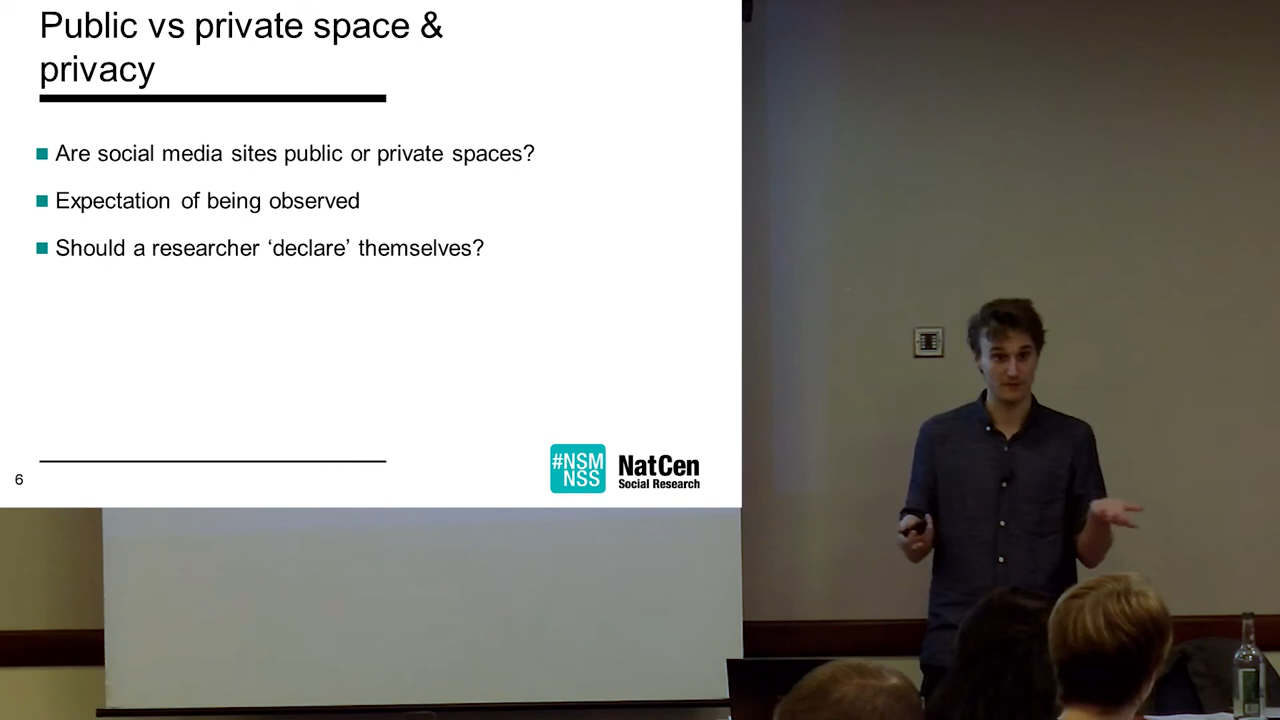 Public vs private space &
privacy
Are social media sites public or private spaces?
Expectation of being observed
Should a researcher ‘declare’ themselves?
6
#NSM
NSS
NatCen
Social Research